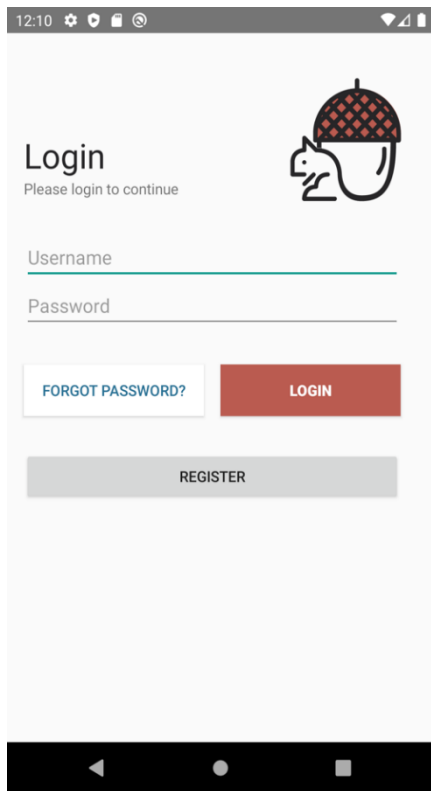 12:10
Login
Please login to continue
Username
Password
FORGOT PASSWORD?
LOGIN
REGISTER